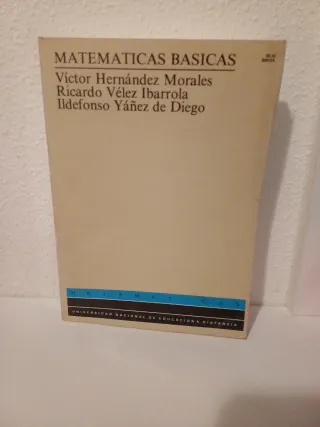 MATEMATICAS BASICAS
Víctor Hernández Morales
Ricardo Vélez Ibarrola
Ildefonso Yáñez de Diego
UNIVERSIDAD NACIONAL DE EDUCACION A DISTANCIA